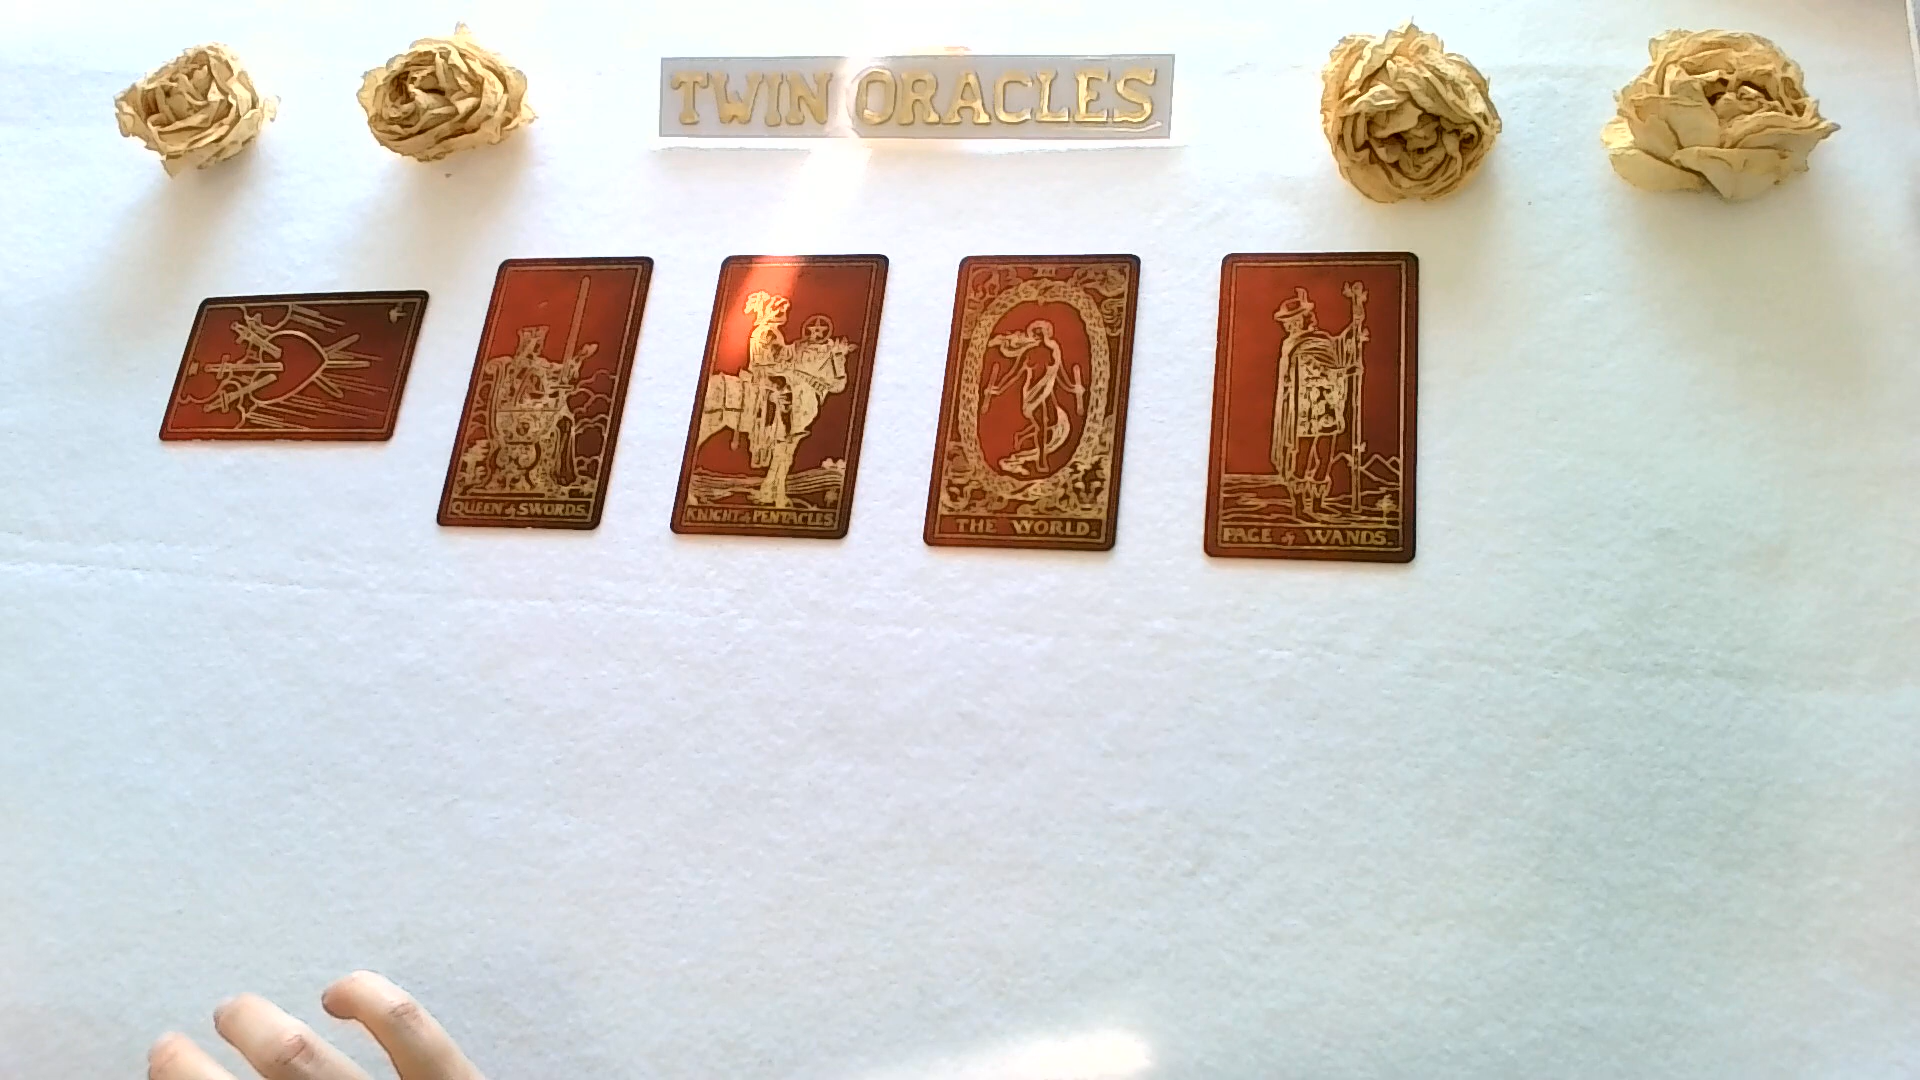 TWIN ORACLES
QUEEN of SWORDS.
KNIGHT of PENTACLES.
THE WORLD.
PAGE of WANDS.